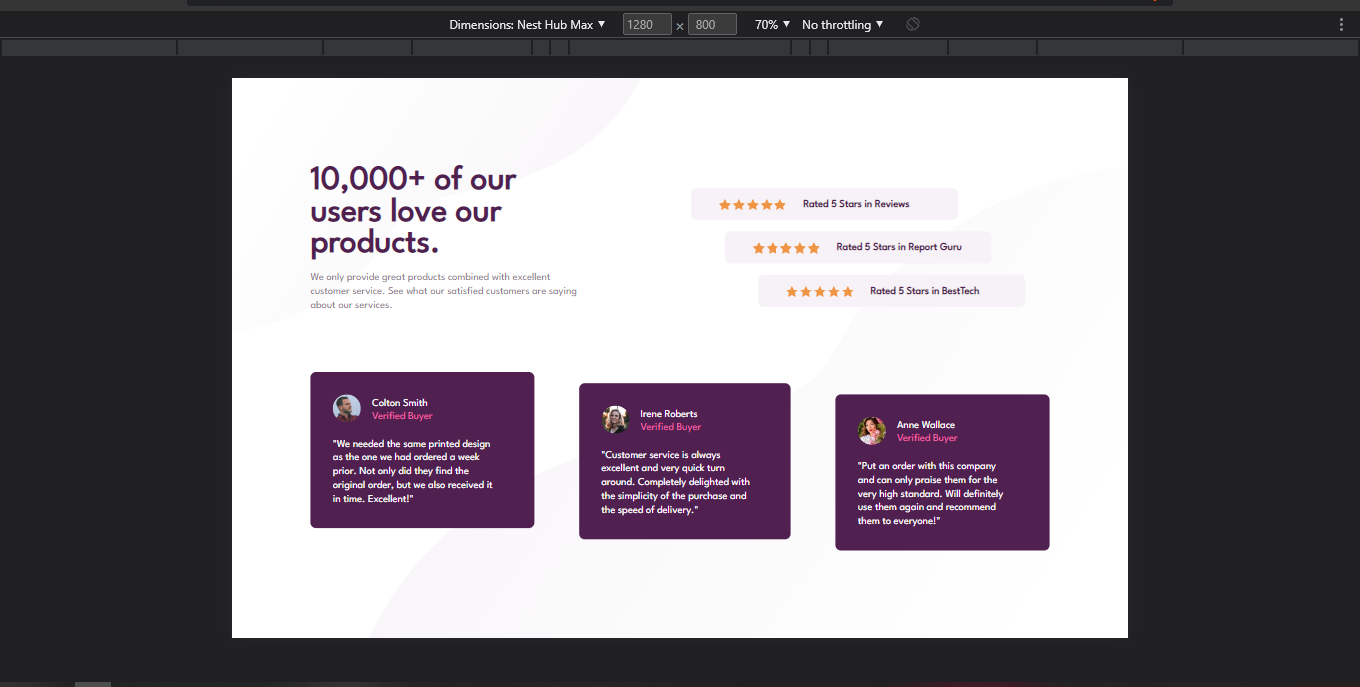 Dimensions: Nest Hub Max ▼ 1280 × 800 70% ▼ No throttling ▼
10,000+ of our
users love our
products.
We only provide great products combined with excellent
customer service. See what our satisfied customers are saying
about our services.
Rated 5 Stars in Reviews
Rated 5 Stars in Report Guru
Rated 5 Stars in BestTech
Colton Smith
Verified Buyer
"We needed the same printed design
as the one we had ordered a week
prior. Not only did they find the
original order, but we also received it
in time. Excellent!"
Irene Roberts
Verified Buyer
"Customer service is always
excellent and very quick turn
around. Completely delighted with
the simplicity of the purchase and
the speed of delivery."
Anne Wallace
Verified Buyer
"Put an order with this company
and can only praise them for the
very high standard. Will definitely
use them again and recommend
them to everyone!"